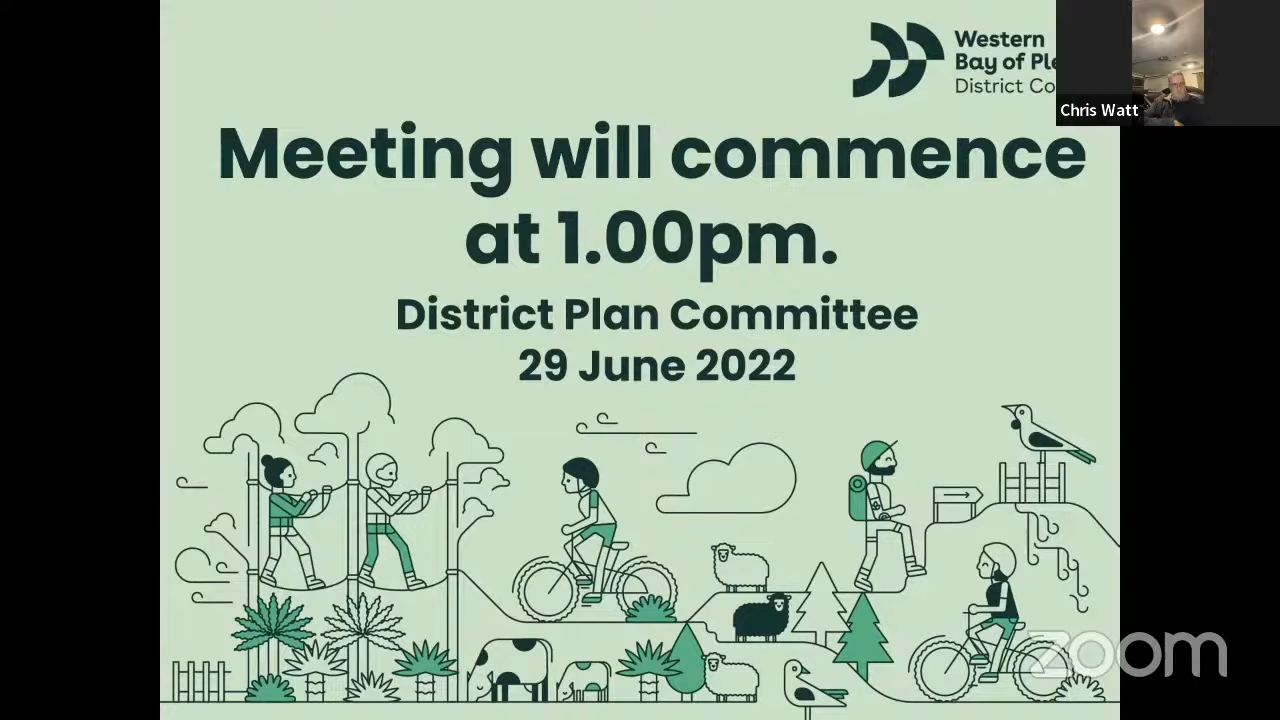 Western
Bay of Ple
District Co
Chris Watt
Meeting will commence
at 1.00pm.
District Plan Committee
29 June 2022
zoom